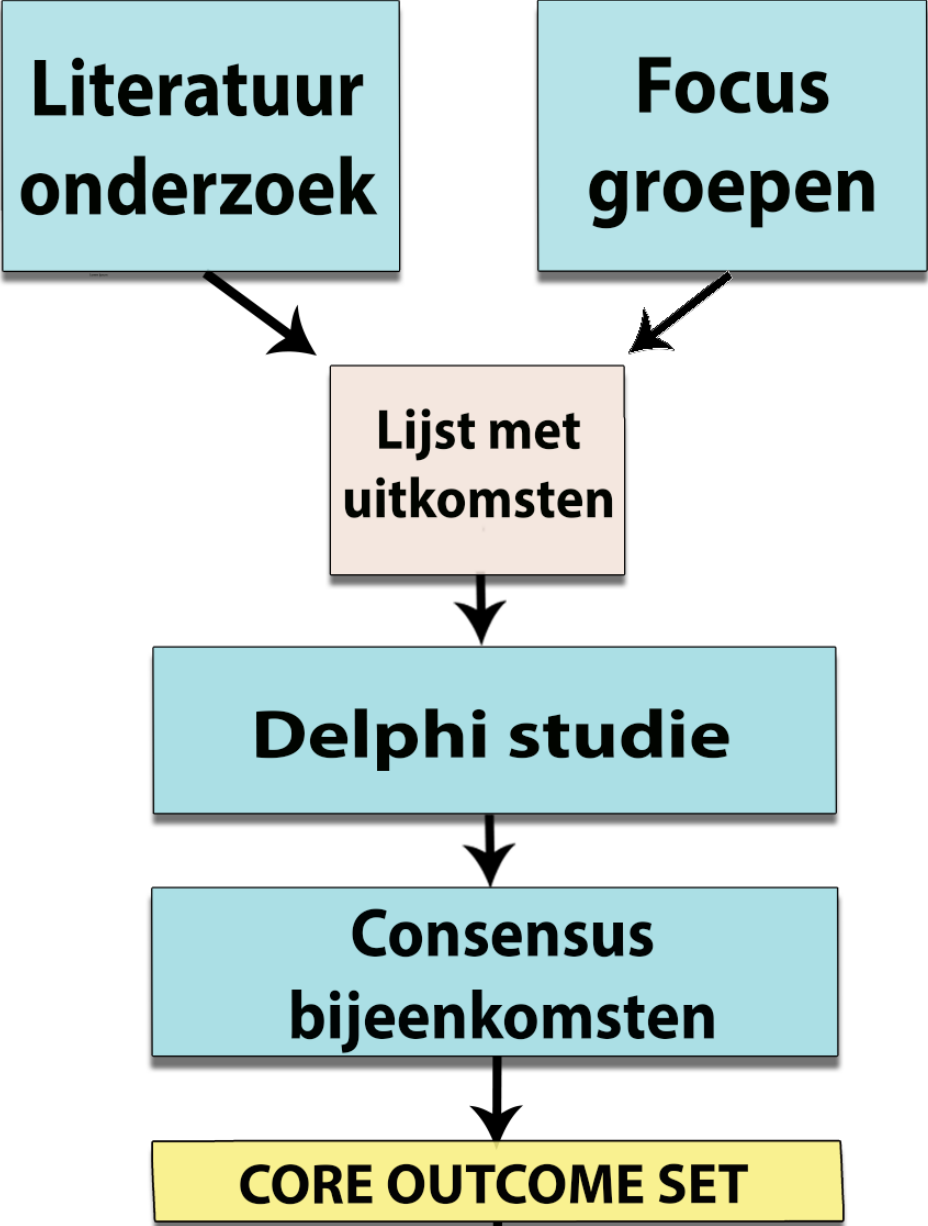 Literatuur
onderzoek
Focus
groepen
Lijst met
uitkomsten
Delphi studie
Consensus
bijeenkomsten
CORE OUTCOME SET